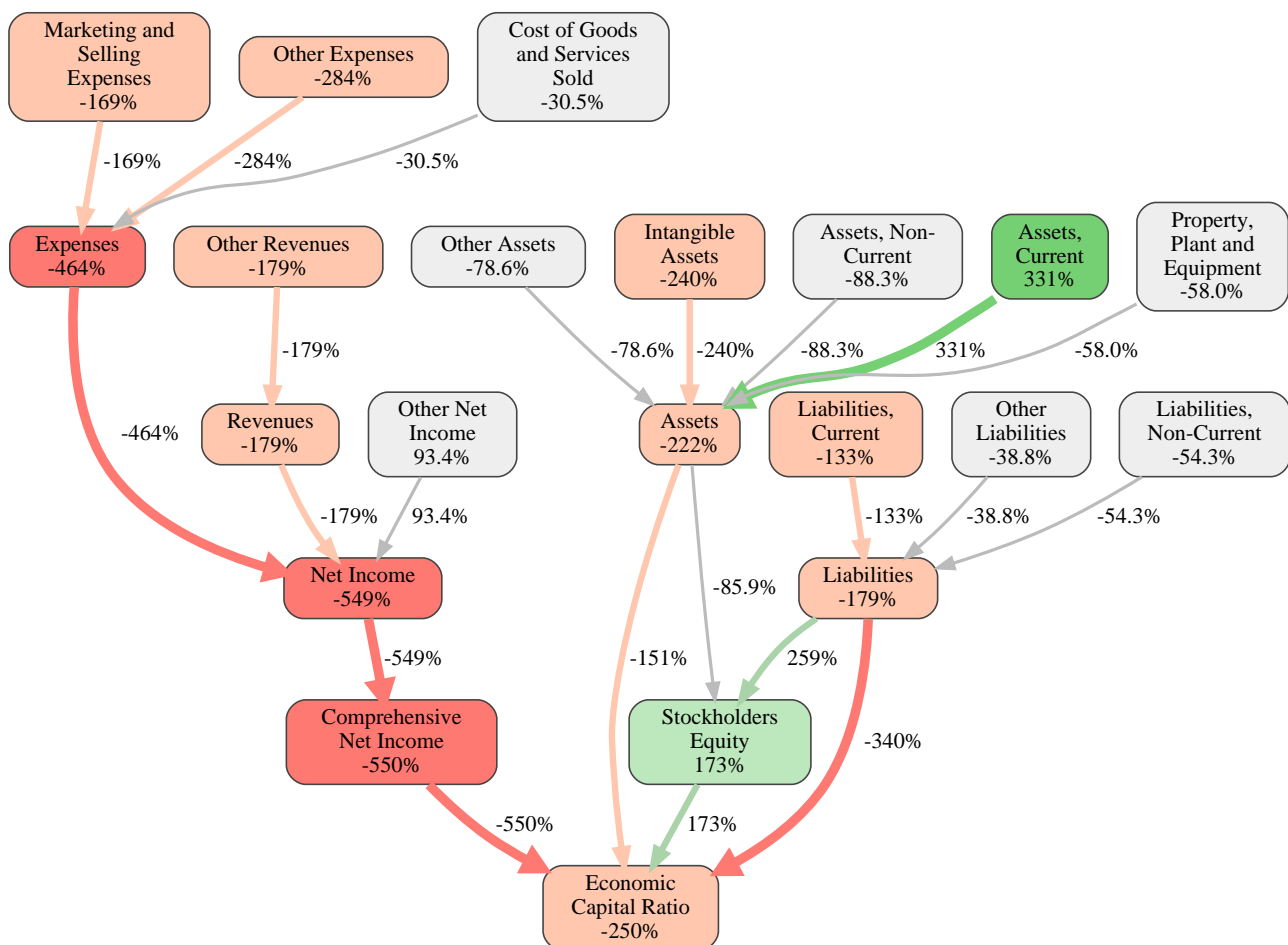 Marketing and
Selling
Expenses
-169%
Other Expenses
-284%
Cost of Goods
and Services
Sold
-30.5%
-169%
-284%
-30.5%
Expenses
-464%
Other Revenues
-179%
Other Assets
-78.6%
Intangible
Assets
-240%
Assets, Non-
Current
-88.3%
Assets,
Current
331%
Property,
Plant and
Equipment
-58.0%
-179%
-78.6%
-240%
-88.3%
331%
-58.0%
-464%
Revenues
-179%
Other Net
Income
93.4%
Assets
-222%
Liabilities,
Current
-133%
Other
Liabilities
-38.8%
Liabilities,
Non-Current
-54.3%
-179%
93.4%
-133%
-38.8%
-54.3%
Net Income
-549%
-85.9%
Liabilities
-179%
-549%
-151%
259%
Comprehensive
Net Income
-550%
Stockholders
Equity
173%
-340%
-550%
173%
Economic
Capital Ratio
-250%